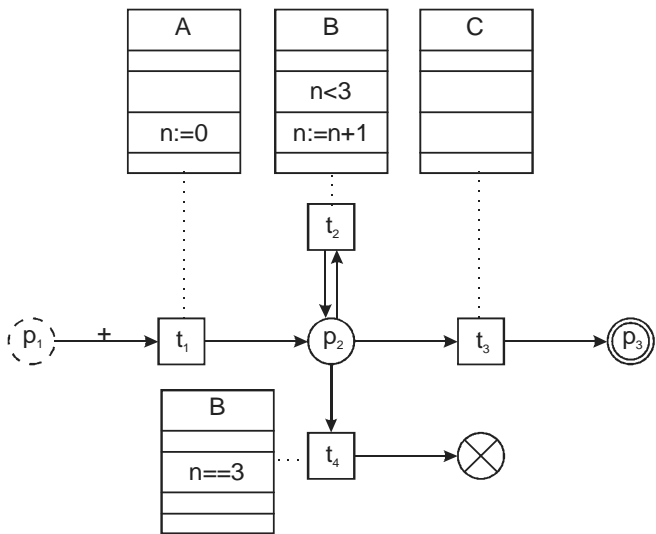 A
B
C
n<3
n:=0
n:=n+1
t₂
p₁
+
t₁
p₂
t₃
p₃
B
n==3
t₄